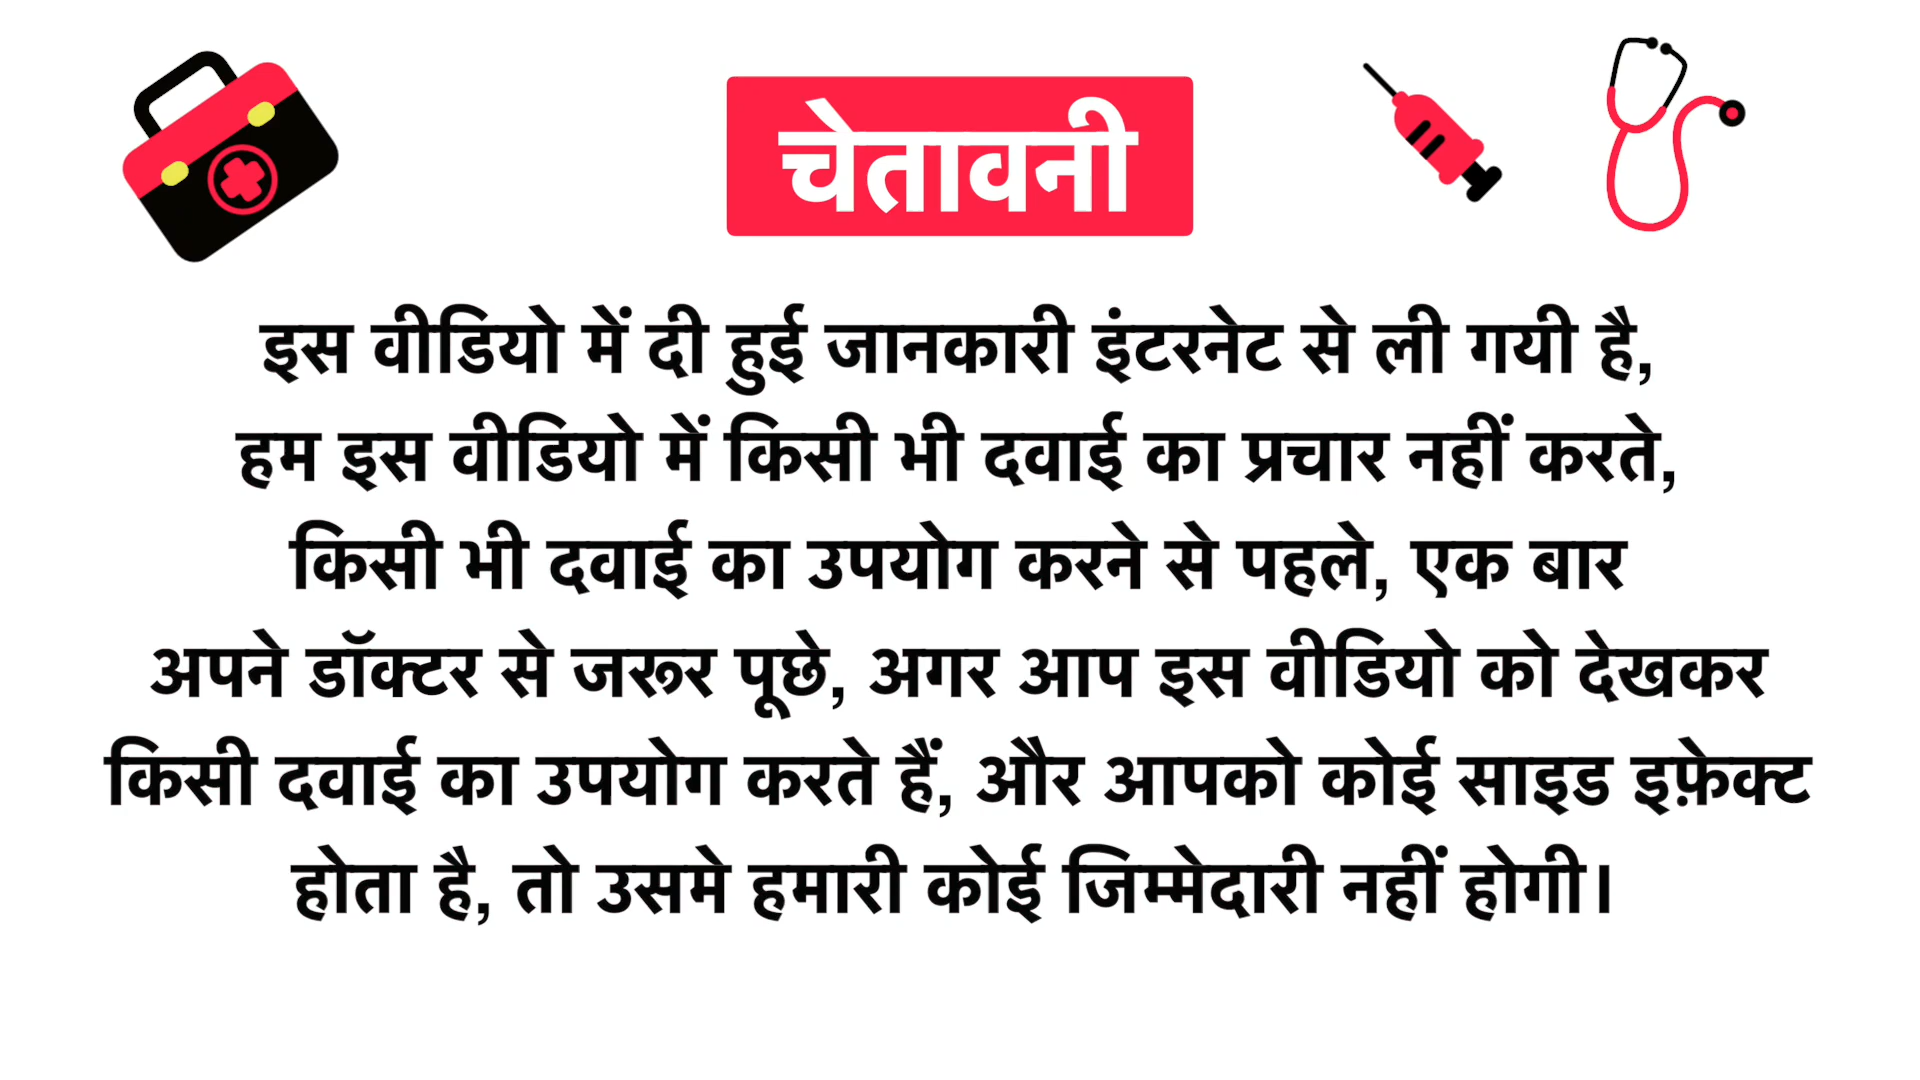 चेतावनी
इस वीडियो में दी हुई जानकारी इंटरनेट से ली गयी है,
हम इस वीडियो में किसी भी दवाई का प्रचार नहीं करते,
किसी भी दवाई का उपयोग करने से पहले, एक बार
अपने डॉक्टर से जरूर पूछे, अगर आप इस वीडियो को देखकर
किसी दवाई का उपयोग करते हैं, और आपको कोई साइड इफ़ेक्ट
होता है, तो उसमे हमारी कोई जिम्मेदारी नहीं होगी।